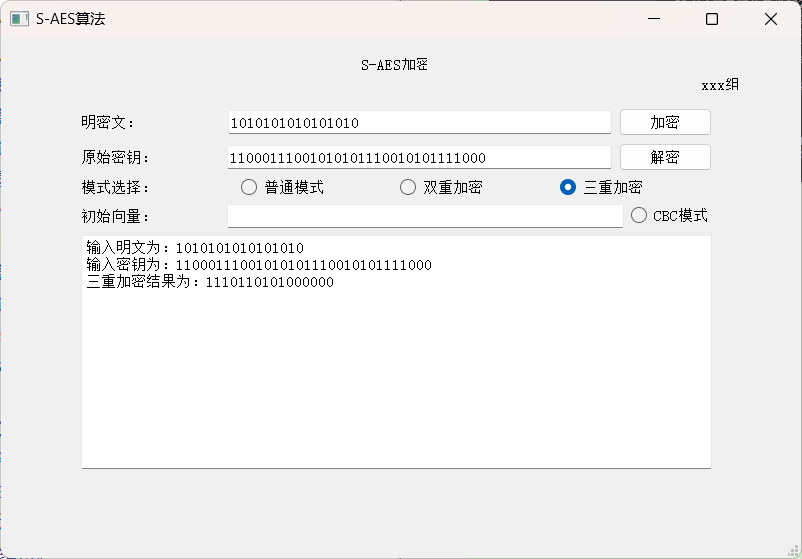 S-AES算法
S-AES加密
xxx组
明密文： 1010101010101010 加密
原始密钥： 11000111001010101110010101111000 解密
模式选择： 普通模式 双重加密 三重加密
初始向量： CBC模式
输入明文为：1010101010101010
输入密钥为：11000111001010101110010101111000
三重加密结果为：1110110101000000